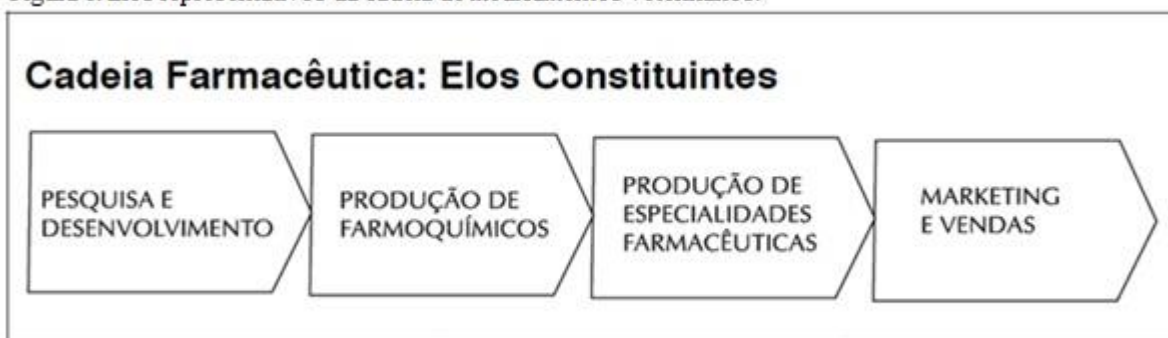 Cadeia Farmacêutica: Elos Constituintes
PESQUISA E
DESENVOLVIMENTO
PRODUÇÃO DE
FARMOQUÍMICOS
PRODUÇÃO DE
ESPECIALIDADES
FARMACÊUTICAS
MARKETING
E VENDAS